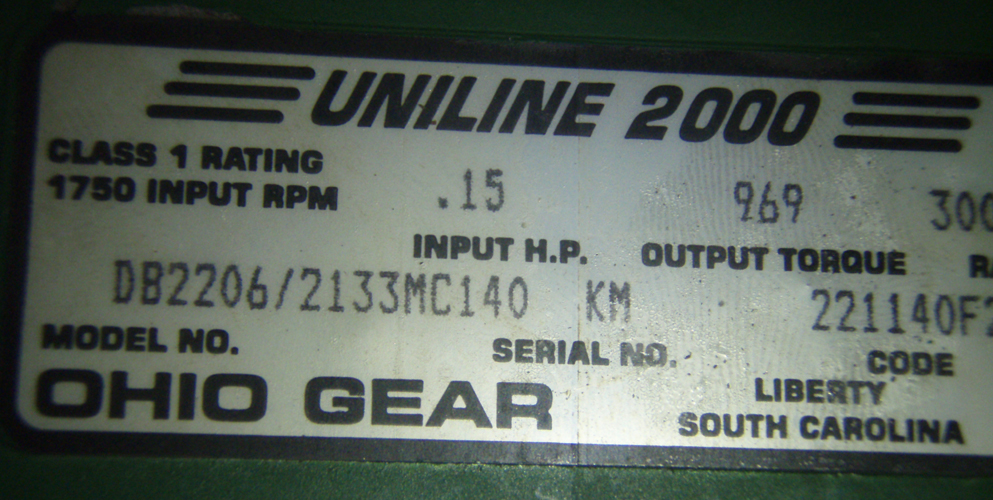 UNILINE 2000
CLASS 1 RATING
1750 INPUT RPM .15 969 300
INPUT H.P. OUTPUT TORQUE
DB2206/2133MC140 KM 221140F2
MODEL NO. SERIAL NO. CODE
OHIO GEAR LIBERTY
SOUTH CAROLINA